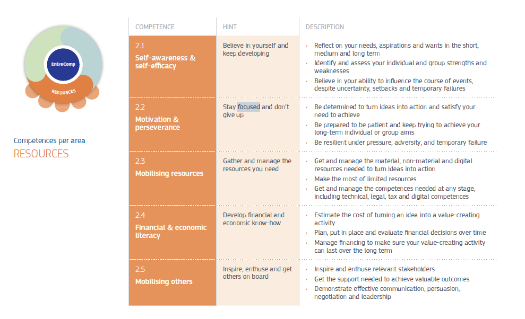 EntreComp
RESOURCES
Competences per area
RESOURCES
COMPETENCE
HINT
DESCRIPTION
2.1
Self-awareness &
self-efficacy
Believe in yourself and
keep developing
· Reflect on your needs, aspirations and wants in the short,
medium and long term
· Identify and assess your individual and group strengths and
weaknesses
· Believe in your ability to influence the course of events,
despite uncertainty, setbacks and temporary failures
2.2
Motivation &
perseverance
Stay focused and don't
give up
· Be determined to turn ideas into action and satisfy your
need to achieve
· Be prepared to be patient and keep trying to achieve your
long-term individual or group aims
· Be resilient under pressure, adversity, and temporary failure
2.3
Mobilising resources
Gather and manage the
resources you need
· Get and manage the material, non-material and digital
resources needed to turn ideas into action
· Make the most of limited resources
· Get and manage the competences needed at any stage,
including technical, legal, tax and digital competences
2.4
Financial & economic
literacy
Develop financial and
economic know-how
· Estimate the cost of turning an idea into a value-creating
activity
· Plan, put in place and evaluate financial decisions over time
· Manage financing to make sure your value-creating activity
can last over the long term
2.5
Mobilising others
Inspire, enthuse and get
others on board
· Inspire and enthuse relevant stakeholders
· Get the support needed to achieve valuable outcomes
· Demonstrate effective communication, persuasion,
negotiation and leadership